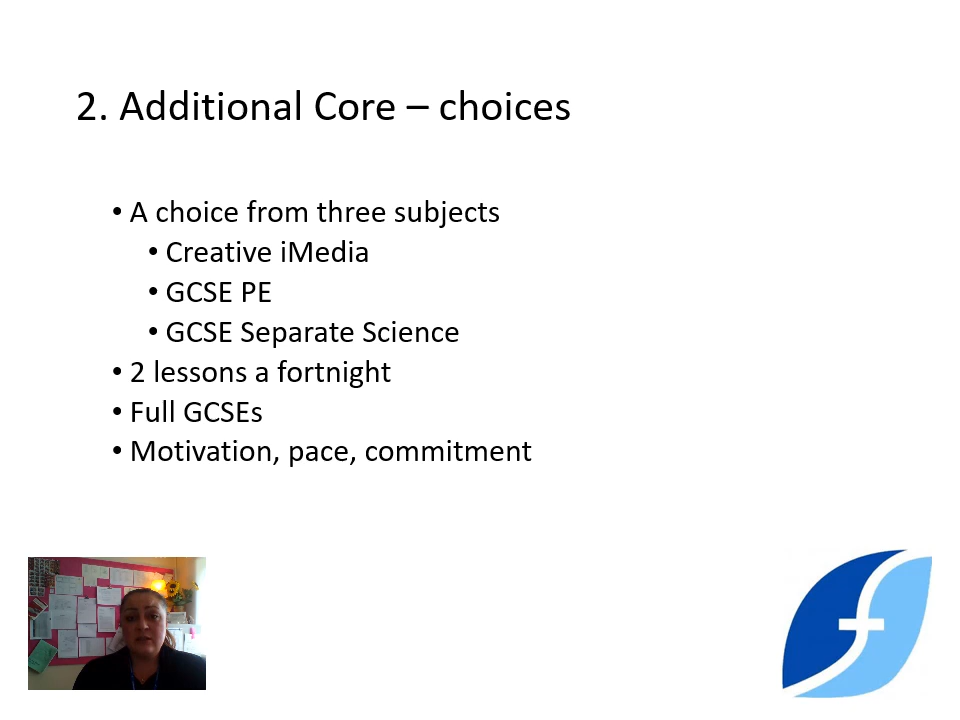 2. Additional Core – choices
• A choice from three subjects
• Creative iMedia
• GCSE PE
• GCSE Separate Science
• 2 lessons a fortnight
• Full GCSEs
• Motivation, pace, commitment